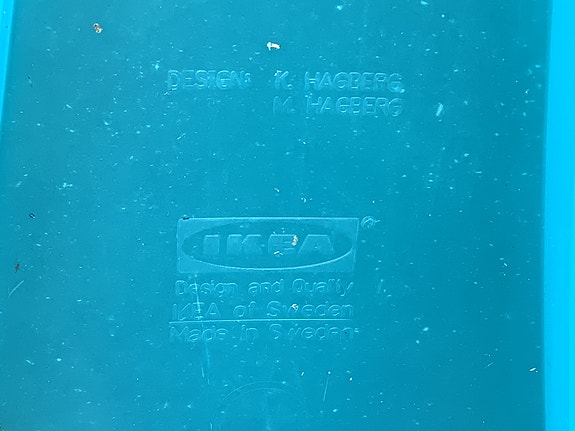 DESIGN: K. HAGBERG
M. HAGBERG
IKEA ®
Design and Quality
IKEA of Sweden
Made in Sweden